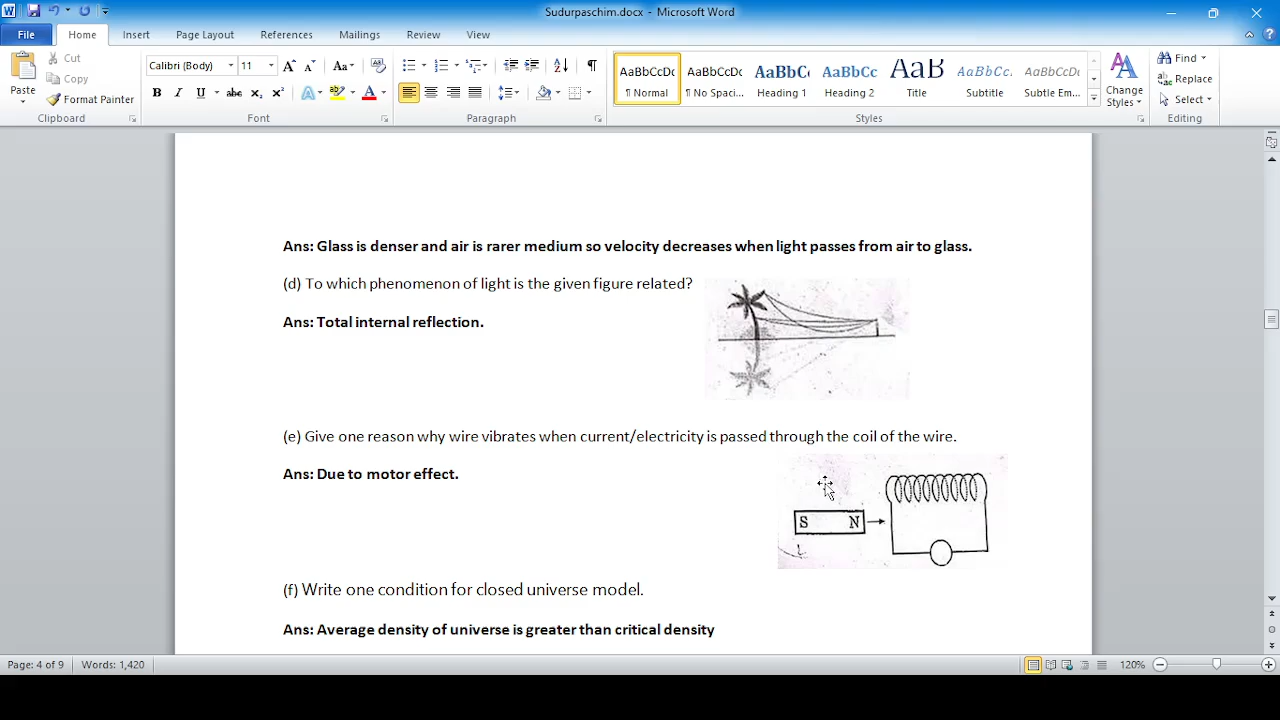 Sudurpaschim.docx - Microsoft Word
File Home Insert Page Layout References Mailings Review View
Paste Cut Copy Format Painter
Calibri (Body) 11
AaBbCcDc ¶ Normal
AaBbCcDc ¶ No Spaci...
AaBbC( Heading 1
AaBbCc Heading 2
AaB Title
AaBbCc. Subtitle
AaBbCcDc Subtle Em...
Change Styles
Find
Replace
Select
Clipboard Font Paragraph Styles Editing
Ans: Glass is denser and air is rarer medium so velocity decreases when light passes from air to glass.
(d) To which phenomenon of light is the given figure related?
Ans: Total internal reflection.
(e) Give one reason why wire vibrates when current/electricity is passed through the coil of the wire.
Ans: Due to motor effect.
S N
(f) Write one condition for closed universe model.
Ans: Average density of universe is greater than critical density
Page: 4 of 9 Words: 1,420 120%